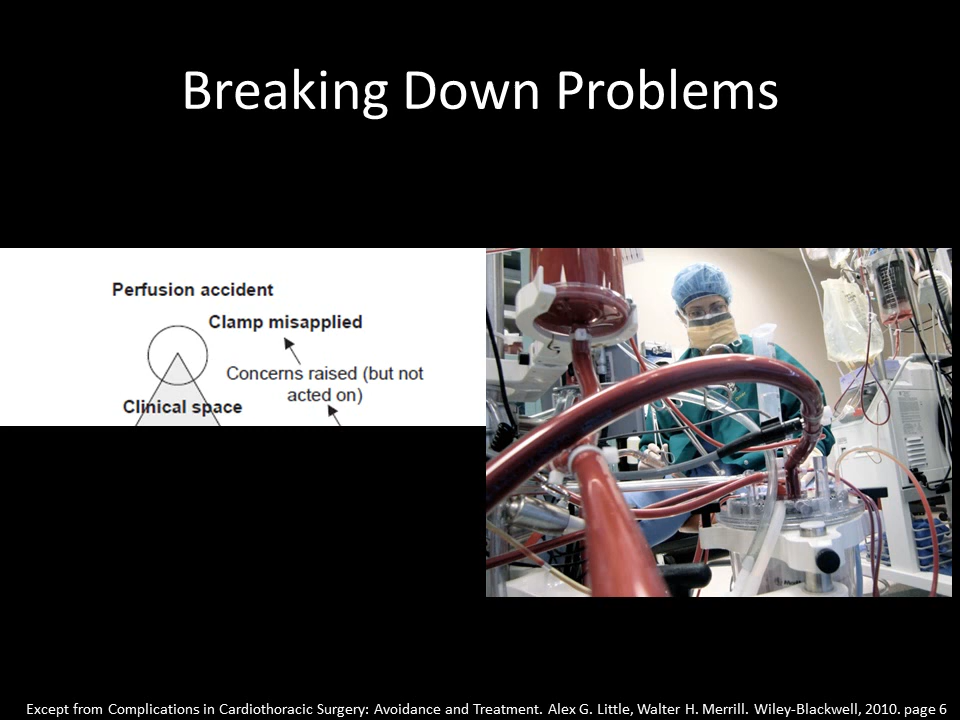 Breaking Down Problems
Perfusion accident
Clamp misapplied
Concerns raised (but not
acted on)
Clinical space
Except from Complications in Cardiothoracic Surgery: Avoidance and Treatment. Alex G. Little, Walter H. Merrill. Wiley-Blackwell, 2010. page 6